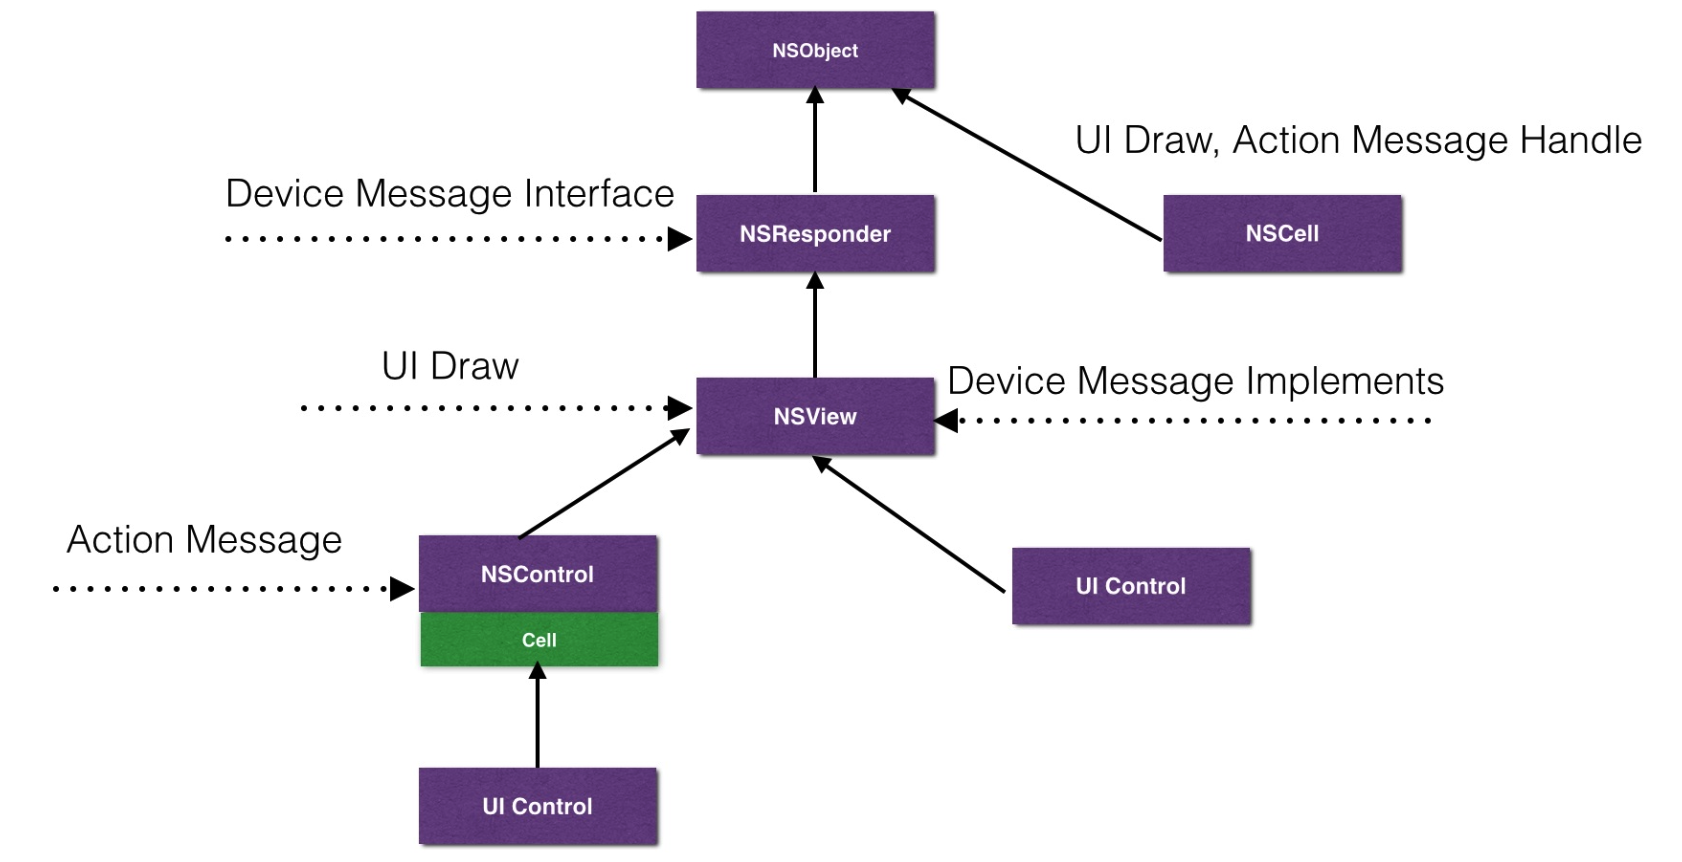 NSObject
UI Draw, Action Message Handle
Device Message Interface
NSResponder
NSCell
UI Draw
Device Message Implements
NSView
Action Message
NSControl
UI Control
Cell
UI Control